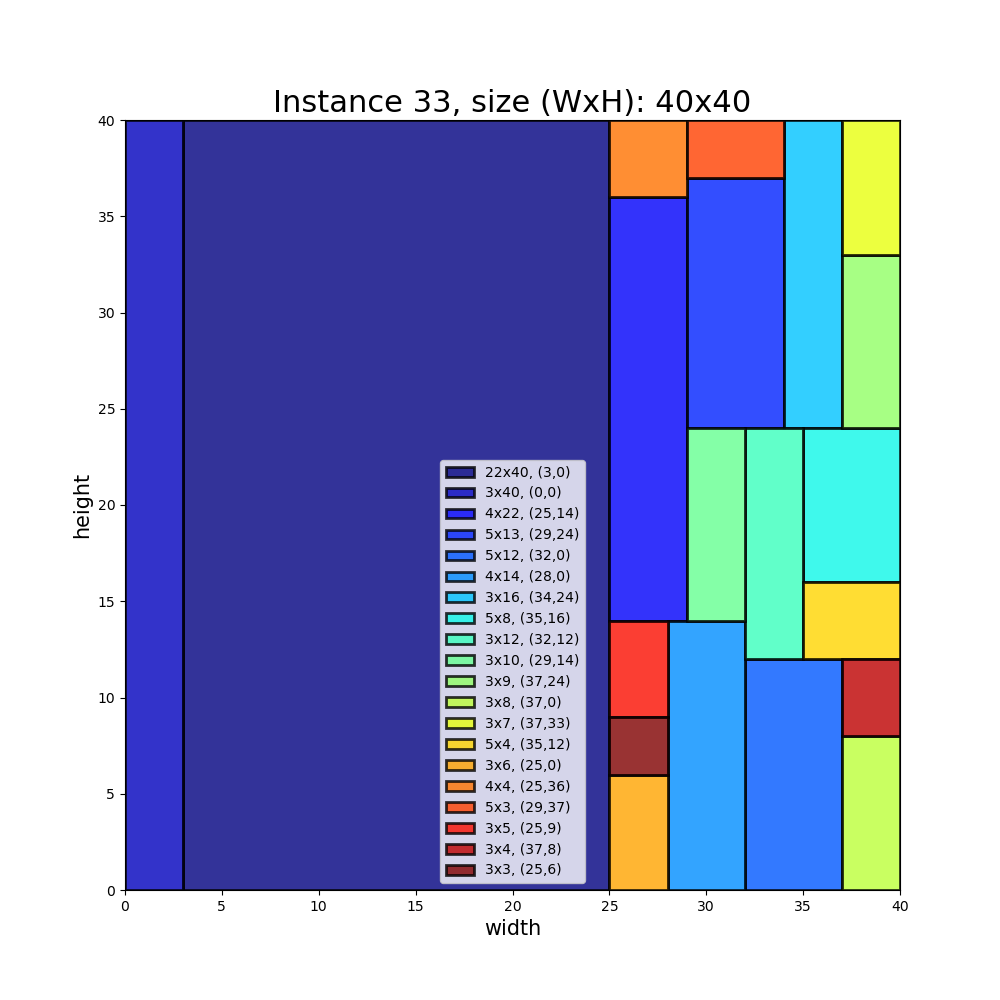 Instance 33, size (WxH): 40x40
40
35
30
25
20
15
10
5
0
height
22x40, (3,0)
3x40, (0,0)
4x22, (25,14)
5x13, (29,24)
5x12, (32,0)
4x14, (28,0)
3x16, (34,24)
5x8, (35,16)
3x12, (32,12)
3x10, (29,14)
3x9, (37,24)
3x8, (37,0)
3x7, (37,33)
5x4, (35,12)
3x6, (25,0)
4x4, (25,36)
5x3, (29,37)
3x5, (25,9)
3x4, (37,8)
3x3, (25,6)
0 5 10 15 20 25 30 35 40
width